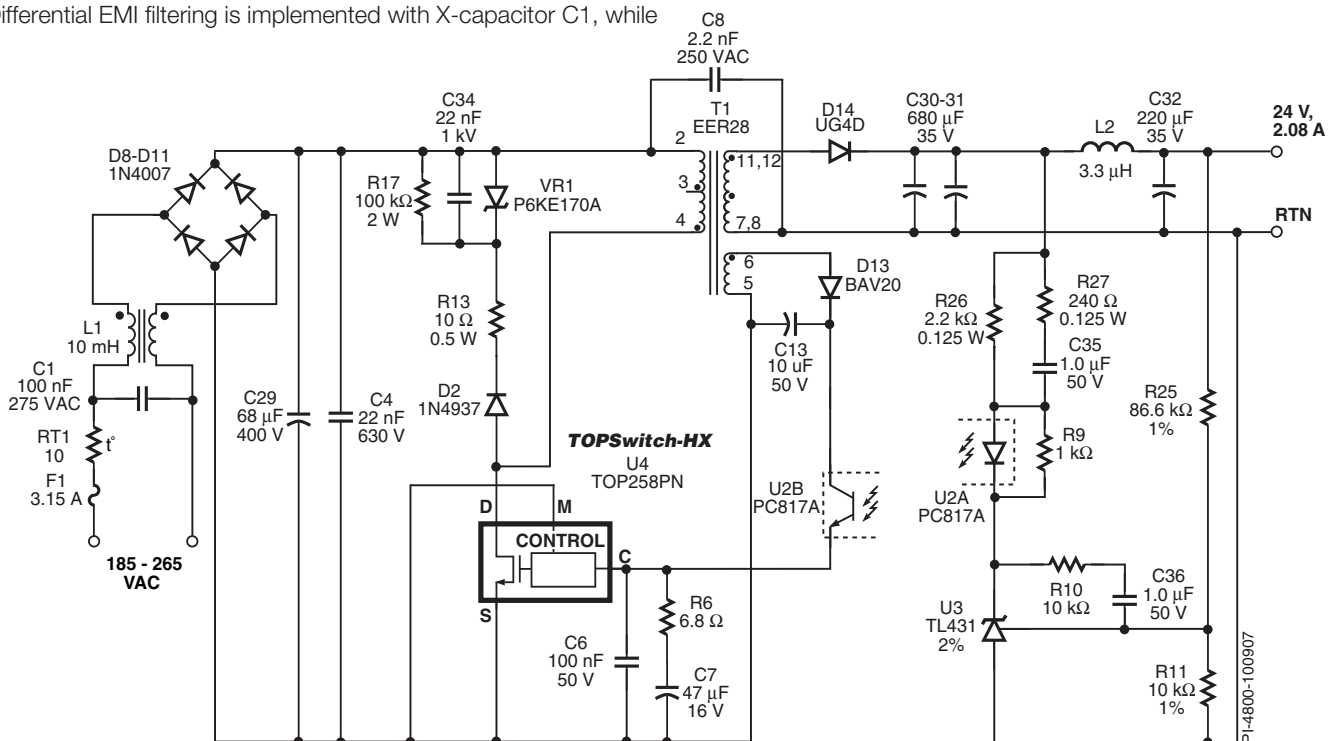 ifferential EMI filtering is implemented with X-capacitor C1, while
C8
2.2 nF
250 VAC
C34
22 nF
1 kV
T1
EER28
D14
UG4D
C30-31
680 μF
35 V
L2
3.3 μH
C32
220 μF
35 V
24 V,
2.08 A
D8-D11
1N4007
2
3
4
11,12
7,8
R17
100 kΩ
2 W
VR1
P6KE170A
RTN
6
5
D13
BAV20
R13
10 Ω
0.5 W
R26
2.2 kΩ
0.125 W
R27
240 Ω
0.125 W
L1
10 mH
C13
10 uF
50 V
C35
1.0 μF
50 V
C1
100 nF
275 VAC
C29
68 μF
400 V
C4
22 nF
630 V
D2
1N4937
R25
86.6 kΩ
1%
RT1
10
t°
F1
3.15 A
TOPSwitch-HX
U4
TOP258PN
R9
1 kΩ
U2B
PC817A
U2A
PC817A
D
M
CONTROL
C
S
185 - 265
VAC
R6
6.8 Ω
R10
10 kΩ
C36
1.0 μF
50 V
U3
TL431
2%
C6
100 nF
50 V
C7
47 μF
16 V
R11
10 kΩ
1%
PI-4800-100907